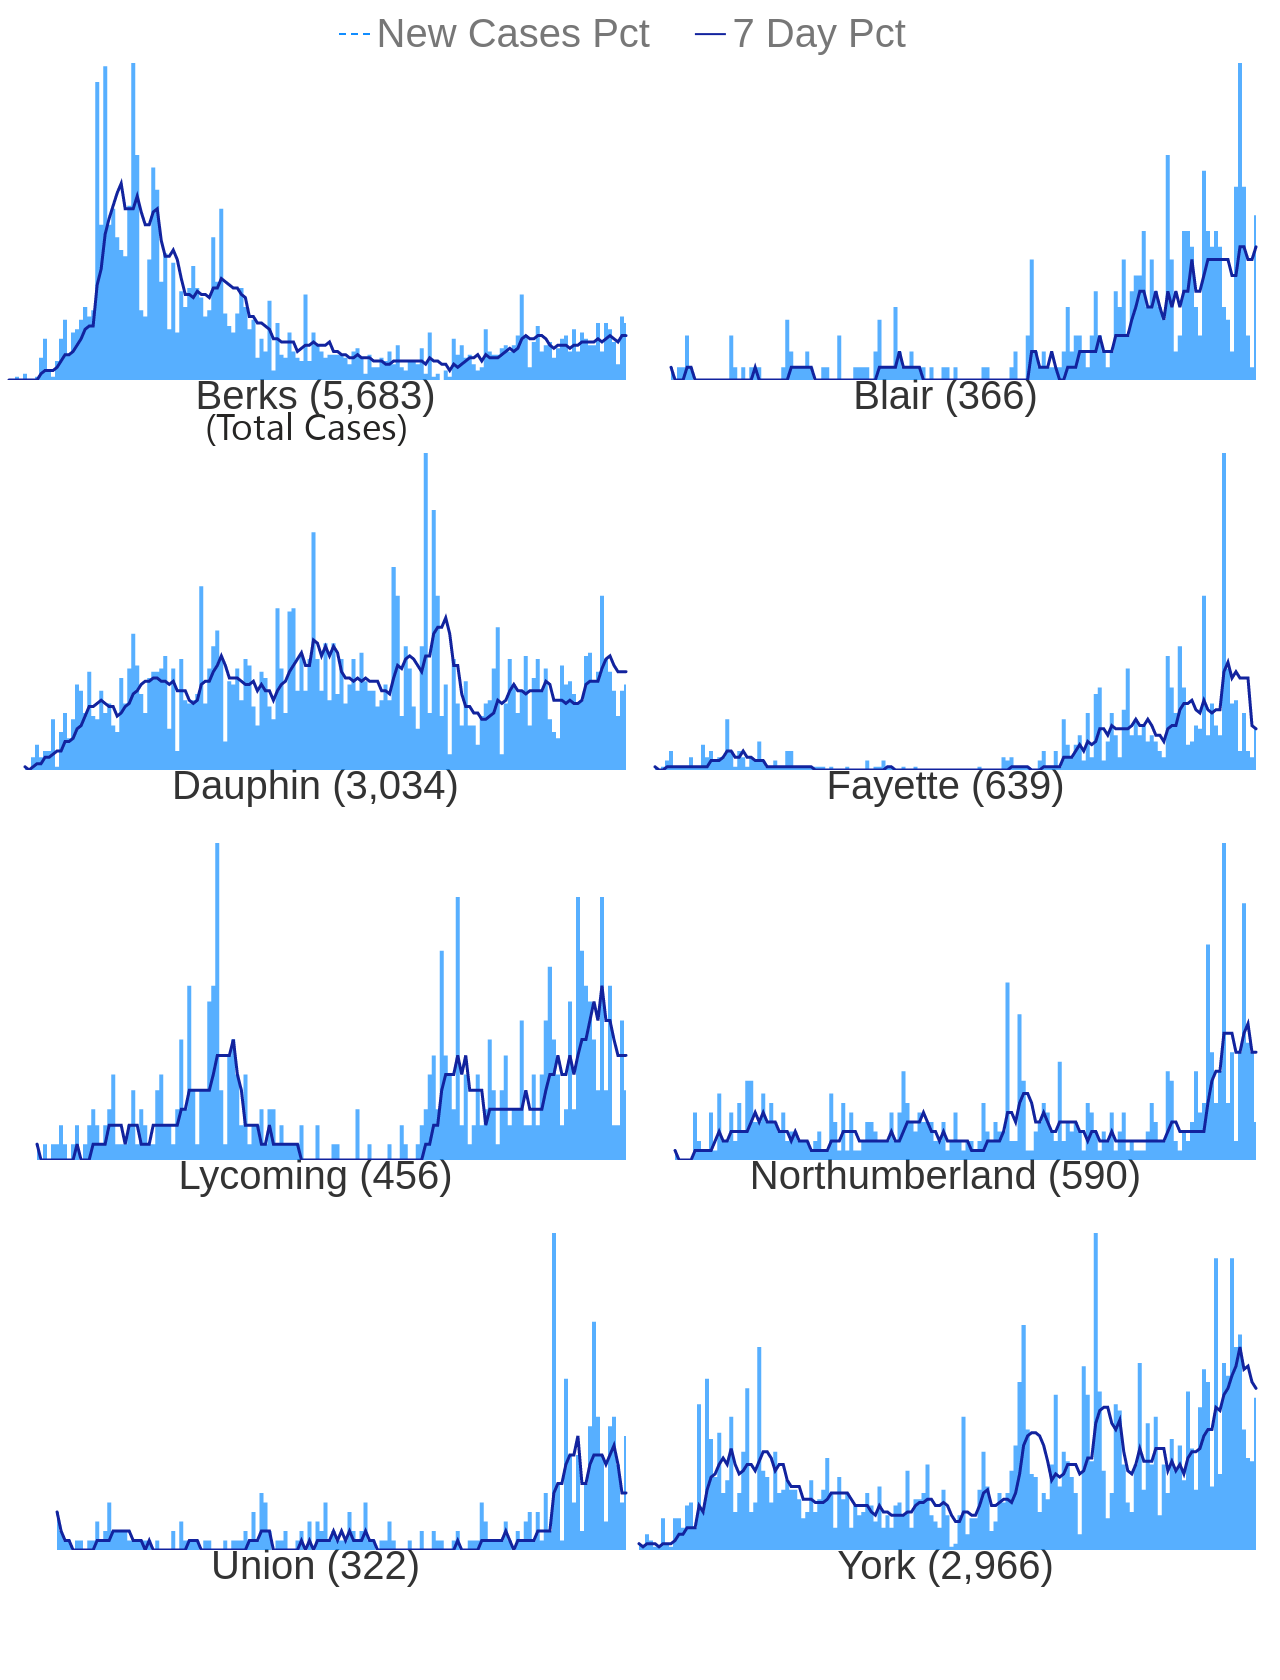 New Cases Pct 7 Day Pct
Berks (5,683) Blair (366)
(Total Cases)
Dauphin (3,034) Fayette (639)
Lycoming (456) Northumberland (590)
Union (322) York (2,966)